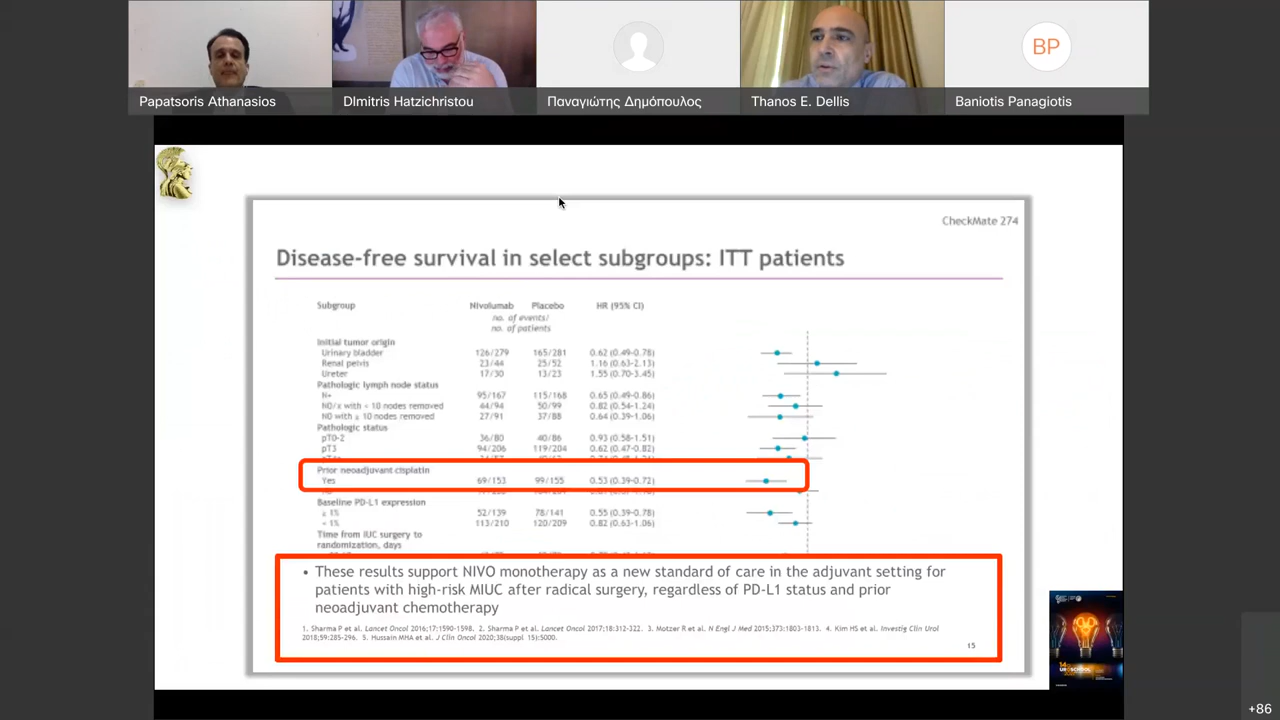 Papatsoris Athanasios
DImitris Hatzichristou
Παναγιώτης Δημόπουλος
Thanos E. Dellis
BP
Baniotis Panagiotis
CheckMate 274
Disease-free survival in select subgroups: ITT patients
Subgroup Nivolumab Placebo HR (95% CI)
no. of events/
no. of patients
Initial tumor origin
Urinary bladder 126/279 165/281 0.62 (0.49-0.78)
Renal pelvis 23/44 25/52 1.16 (0.63-2.13)
Ureter 17/30 13/23 1.55 (0.70-3.45)
Pathologic lymph node status
N+ 95/167 115/168 0.65 (0.49-0.86)
N0/x with < 10 nodes removed 44/94 50/99 0.82 (0.54-1.24)
N0 with ≥ 10 nodes removed 27/91 37/88 0.64 (0.39-1.06)
Pathologic status
pT0-2 36/80 40/86 0.93 (0.58-1.51)
pT3 94/206 119/204 0.62 (0.47-0.82)
Prior neoadjuvant cisplatin
Yes 69/153 99/155 0.53 (0.39-0.72)
Baseline PD-L1 expression
≥ 1% 52/139 78/141 0.55 (0.39-0.78)
< 1% 113/210 120/209 0.82 (0.63-1.06)
Time from IUC surgery to
randomization, days
• These results support NIVO monotherapy as a new standard of care in the adjuvant setting for
patients with high-risk MIUC after radical surgery, regardless of PD-L1 status and prior
neoadjuvant chemotherapy
1. Sharma P et al. Lancet Oncol 2016;17:1590-1598. 2. Sharma P et al. Lancet Oncol 2017;18:312-322. 3. Motzer R et al. N Engl J Med 2015;373:1803-1813. 4. Kim HS et al. Investig Clin Urol
2018;59:285-296. 5. Hussain MHA et al. J Clin Oncol 2020;38(suppl 15):5000.
15
+86